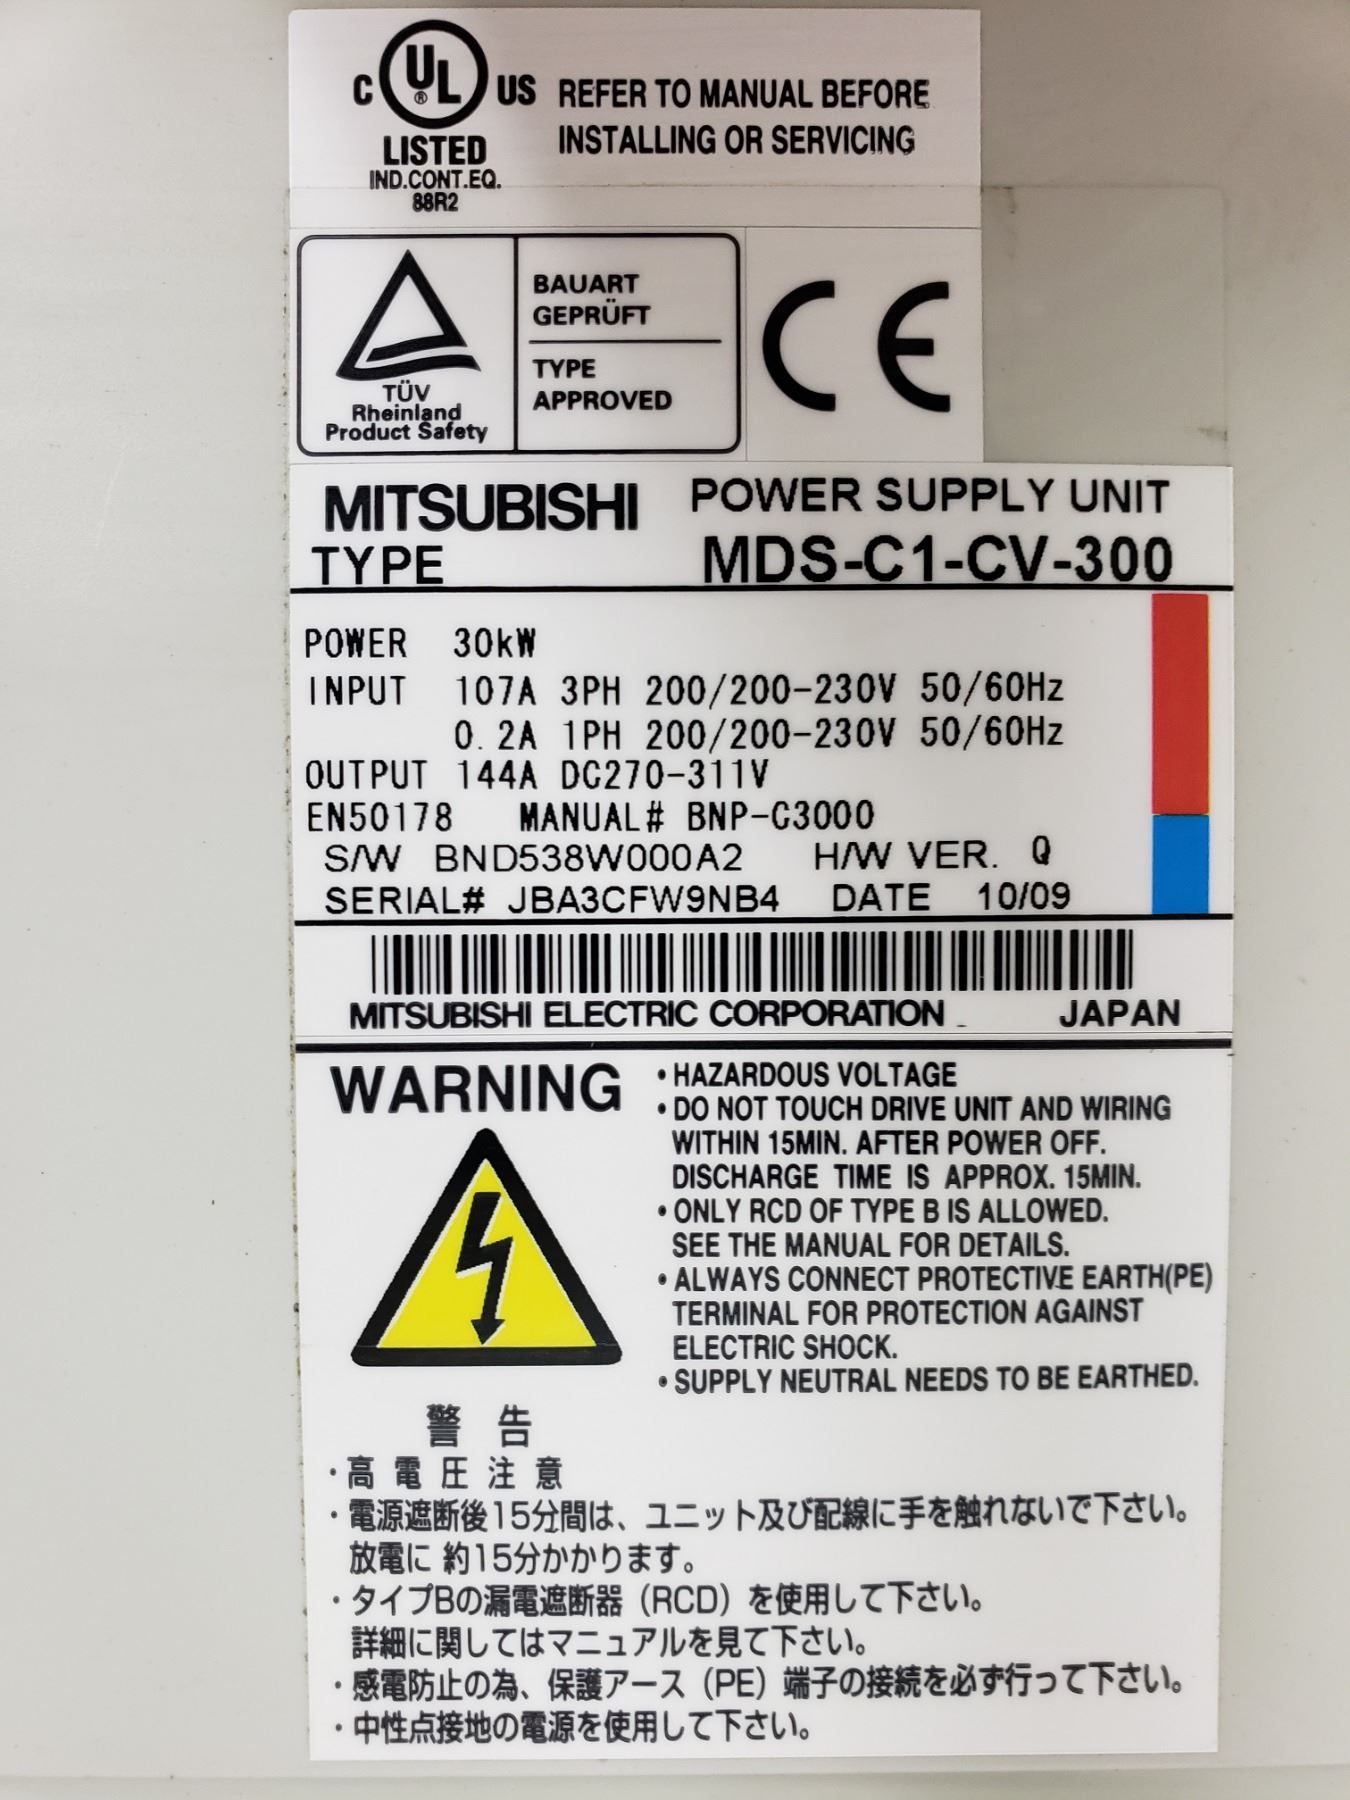 C UL US ® REFER TO MANUAL BEFORE
LISTED INSTALLING OR SERVICING
IND.CONT.EQ.
88R2
TÜV
Rheinland
Product Safety
BAUART
GEPRÜFT
TYPE
APPROVED
CE
MITSUBISHI POWER SUPPLY UNIT
TYPE MDS-C1-CV-300
POWER 30kW
INPUT 107A 3PH 200/200-230V 50/60Hz
0.2A 1PH 200/200-230V 50/60Hz
OUTPUT 144A DC270-311V
EN50178 MANUAL# BNP-C3000
S/W BND538W000A2 H/W VER. Q
SERIAL# JBA3CFW9NB4 DATE 10/09
MITSUBISHI ELECTRIC CORPORATION JAPAN
WARNING
・HAZARDOUS VOLTAGE
・DO NOT TOUCH DRIVE UNIT AND WIRING
WITHIN 15MIN. AFTER POWER OFF.
DISCHARGE TIME IS APPROX. 15MIN.
・ONLY RCD OF TYPE B IS ALLOWED.
SEE THE MANUAL FOR DETAILS.
・ALWAYS CONNECT PROTECTIVE EARTH(PE)
TERMINAL FOR PROTECTION AGAINST
ELECTRIC SHOCK.
・SUPPLY NEUTRAL NEEDS TO BE EARTHED.
警 告
・高 電 圧 注 意
・電源遮断後15分間は、ユニット及び配線に手を触れないで下さい。
放電に 約15分かかります。
・タイプBの漏電遮断器（RCD）を使用して下さい。
詳細に関してはマニュアルを見て下さい。
・感電防止の為、保護アース（PE）端子の接続を必ず行って下さい。
・中性点接地の電源を使用して下さい。